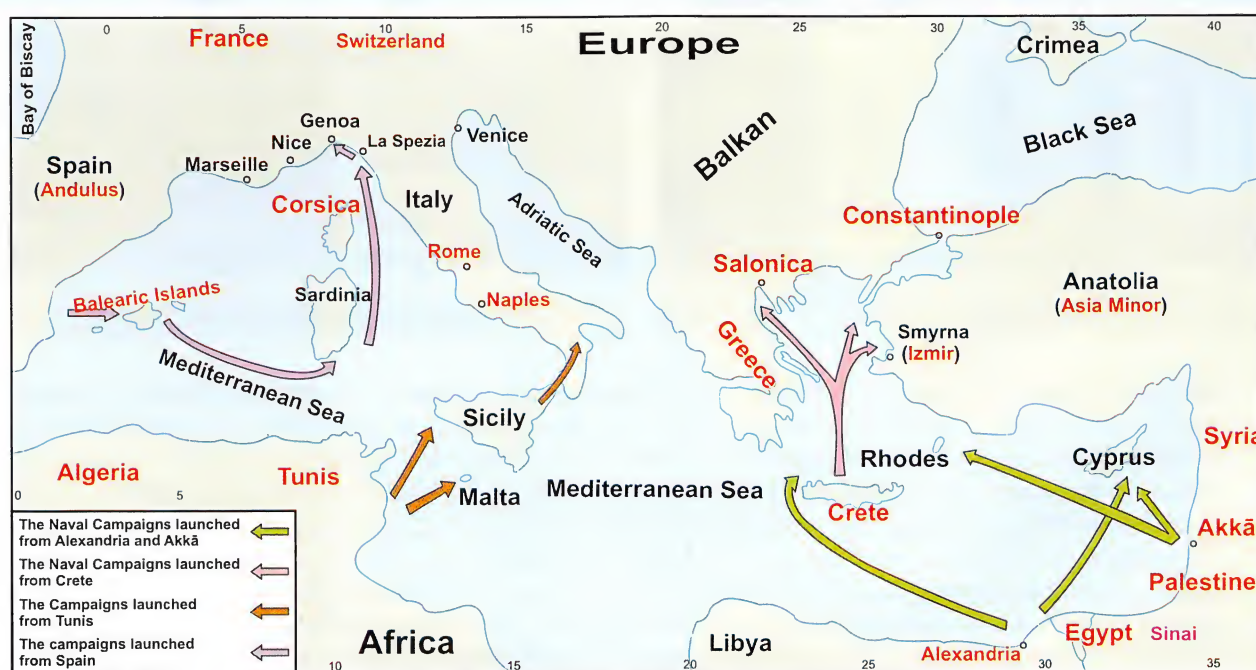 0
5
10
15
20
25
30
35
40
France
Switzerland
Europe
Crimea
Bay of Biscay
Black Sea
Balkan
Genoa
La Spezia
Venice
Nice
Marseille
Spain
(Andulus)
Corsica
Italy
Adriatic Sea
Constantinople
Rome
Salonica
Anatolia
(Asia Minor)
Balearic Islands
Sardinia
Naples
Smyrna
(Izmir)
Greece
Mediterranean Sea
Sicily
Syria
Rhodes
Cyprus
Algeria
Tunis
Malta
Mediterranean Sea
Crete
Akkā
0
5
Palestine
The Naval Campaigns launched
from Alexandria and Akkā
The Naval Campaigns launched
from Crete
The Campaigns launched
from Tunis
The campaigns launched
from Spain
Africa
Libya
Egypt
Sinai
Alexandria
10
15
20
25
30
35